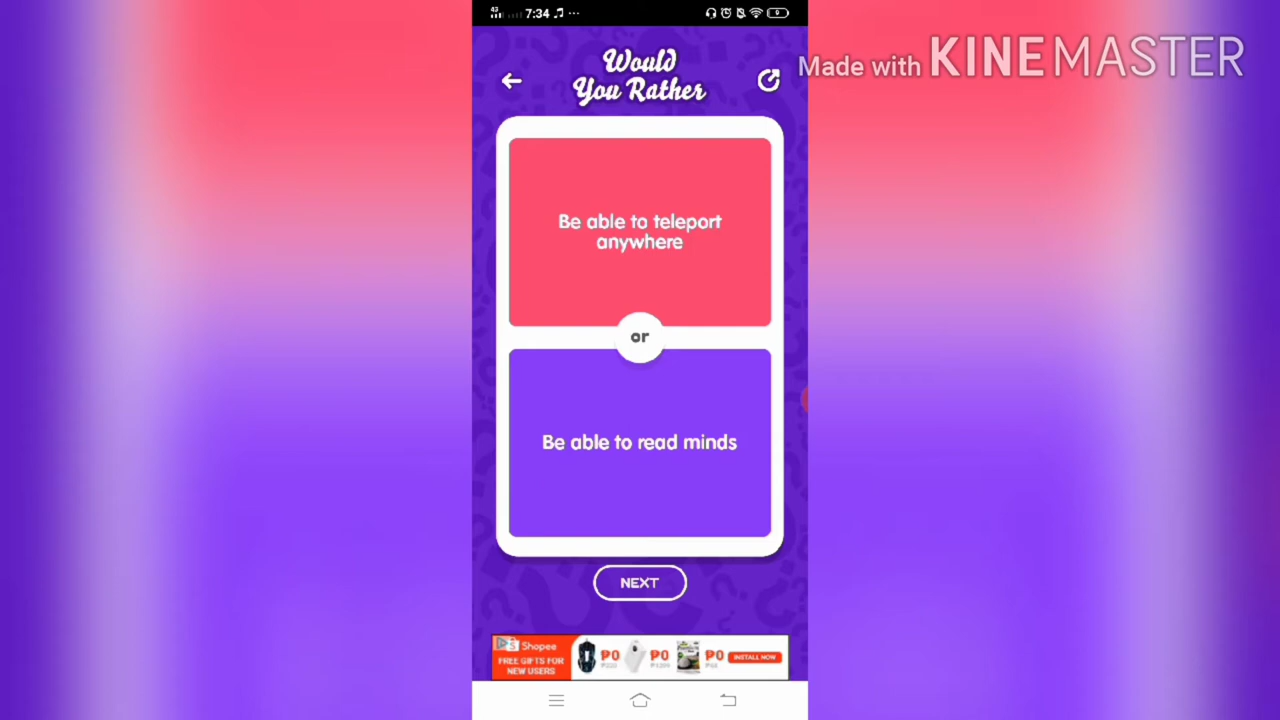 7:34
9
Made with KINEMASTER
Would
You Rather
Be able to teleport
anywhere
or
Be able to read minds
NEXT
Shopee
FREE GIFTS FOR
NEW USERS
₱0
₱0
₱0
INSTALL NOW